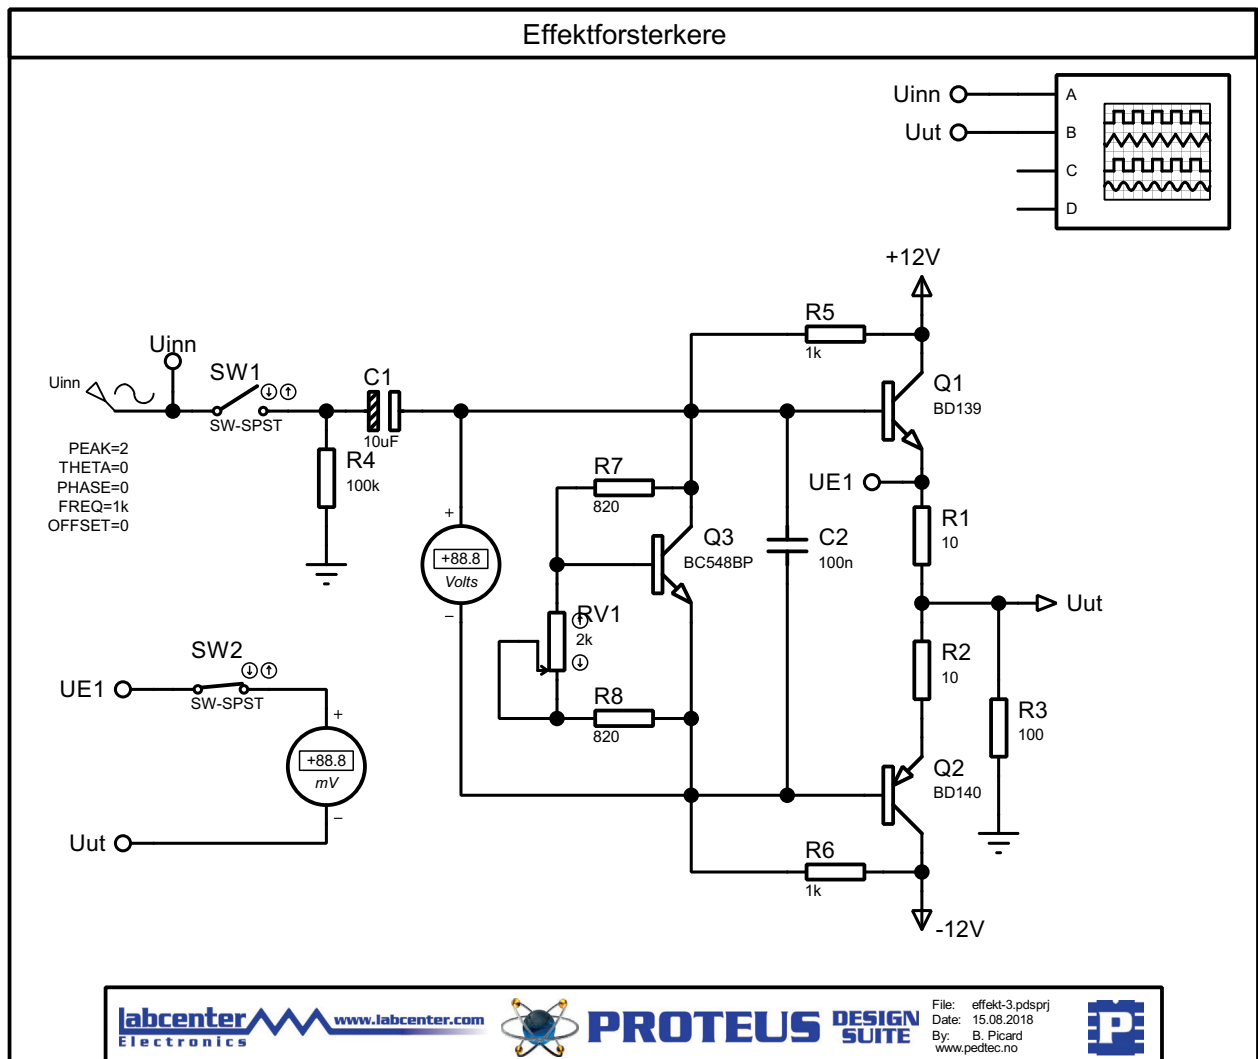 Effektforsterkere
Uinn
A
Uut
B
C
D
+12V
R5
1k
Uinn
SW1
SW-SPST
C1
10uF
Uinn
PEAK=2
THETA=0
PHASE=0
FREQ=1k
OFFSET=0
R4
100k
Q1
BD139
UE1
R7
820
R1
10
+
+88.8
Volts
−
Q3
BC548BP
C2
100n
RV1
2k
Uut
R2
10
R8
820
R3
100
SW2
SW-SPST
UE1
+
+88.8
mV
−
Uut
Q2
BD140
R6
1k
-12V
labcenter
Electronics
www.labcenter.com
PROTEUS
DESIGN
SUITE
File: effekt-3.pdsprj
Date: 15.08.2018
By: B. Picard
www.pedtec.no
P